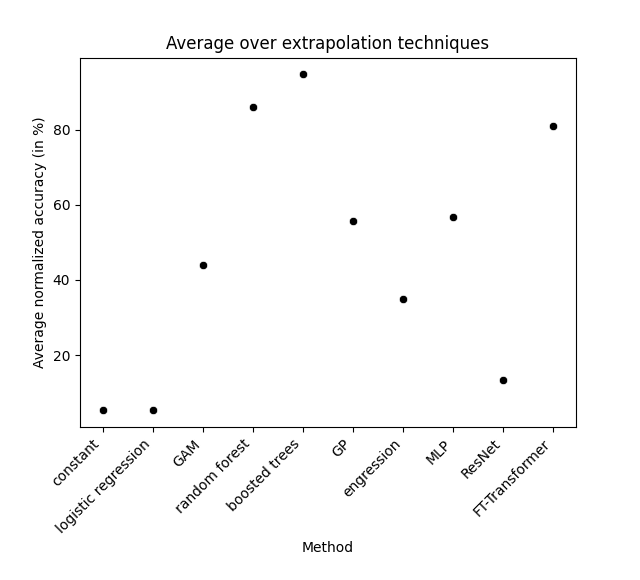 Average over extrapolation techniques
Average normalized accuracy (in %)
80
60
40
20
constant
logistic regression
GAM
random forest
boosted trees
GP
engression
MLP
ResNet
FT-Transformer
Method